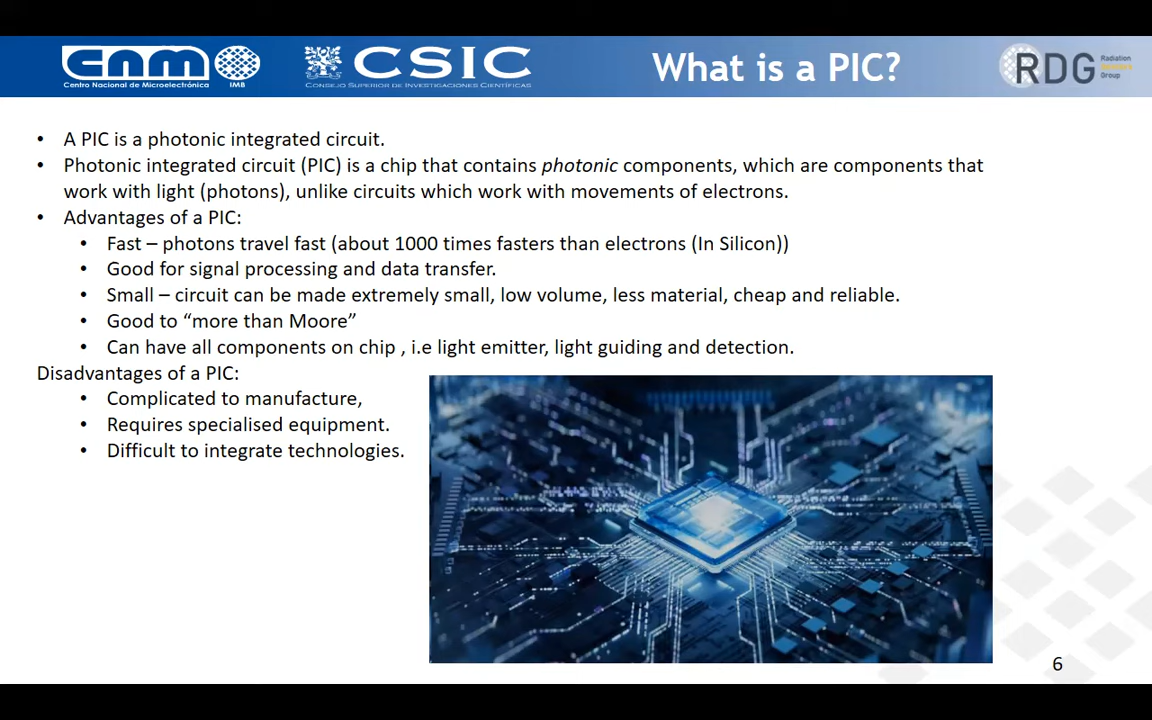 cnm
Centro Nacional de Microelectrónica
IMB
CSIC
CONSEJO SUPERIOR DE INVESTIGACIONES CIENTÍFICAS
What is a PIC?
RDG
Radiation
Group
• A PIC is a photonic integrated circuit.
• Photonic integrated circuit (PIC) is a chip that contains photonic components, which are components that
work with light (photons), unlike circuits which work with movements of electrons.
• Advantages of a PIC:
• Fast – photons travel fast (about 1000 times fasters than electrons (In Silicon))
• Good for signal processing and data transfer.
• Small – circuit can be made extremely small, low volume, less material, cheap and reliable.
• Good to “more than Moore”
• Can have all components on chip , i.e light emitter, light guiding and detection.
Disadvantages of a PIC:
• Complicated to manufacture,
• Requires specialised equipment.
• Difficult to integrate technologies.
6